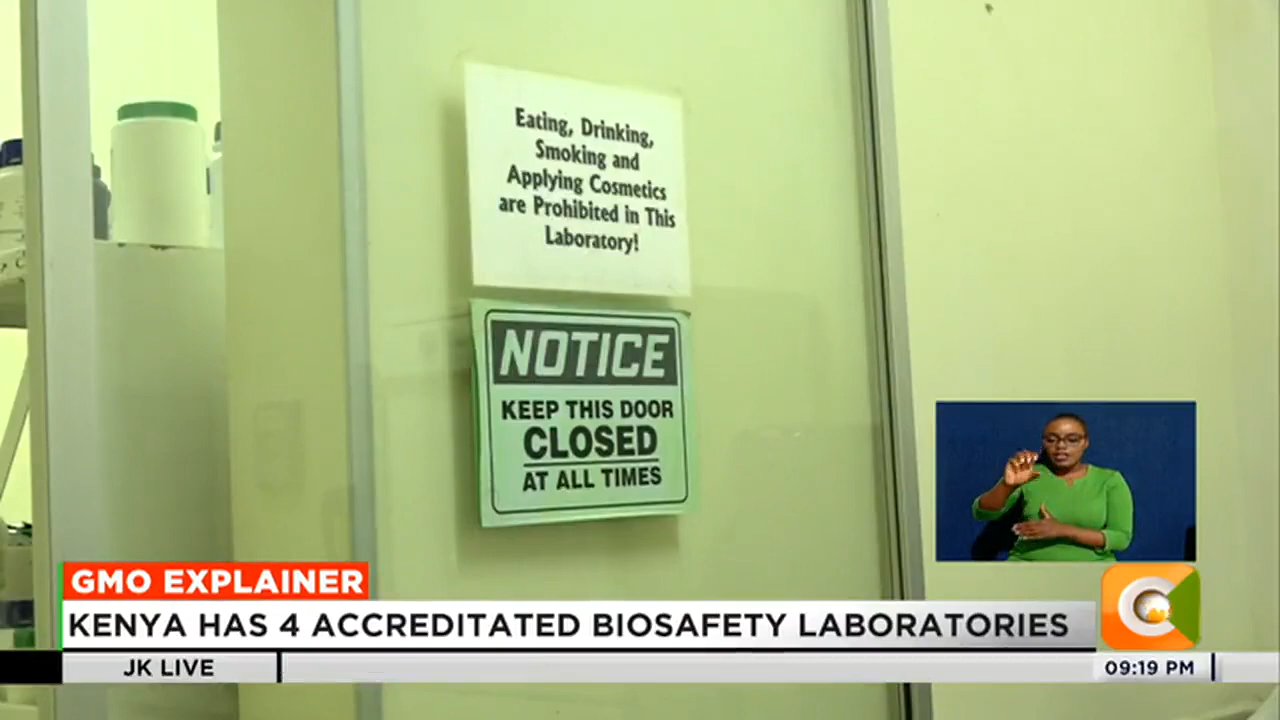 Eating, Drinking,
Smoking and
Applying Cosmetics
are Prohibited in This
Laboratory!
NOTICE
KEEP THIS DOOR
CLOSED
AT ALL TIMES
GMO EXPLAINER
KENYA HAS 4 ACCREDITATED BIOSAFETY LABORATORIES
JK LIVE
09:19 PM